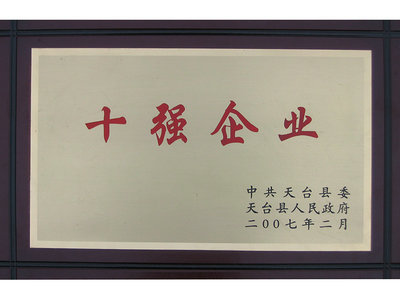 十强企业
中共天台县委
天台县人民政府
二00七年二月